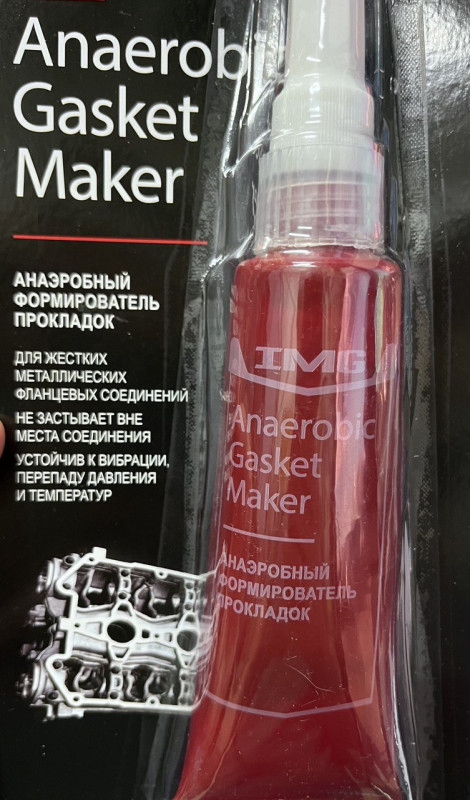 Anaerobic
Gasket
Maker
АНАЭРОБНЫЙ
ФОРМИРОВАТЕЛЬ
ПРОКЛАДОК
ДЛЯ ЖЕСТКИХ
МЕТАЛЛИЧЕСКИХ
ФЛАНЦЕВЫХ СОЕДИНЕНИЙ
НЕ ЗАСТЫВАЕТ ВНЕ
МЕСТА СОЕДИНЕНИЯ
УСТОЙЧИВ К ВИБРАЦИИ,
ПЕРЕПАДУ ДАВЛЕНИЯ
И ТЕМПЕРАТУР
IMG
Anaerobic
Gasket
Maker
АНАЭРОБНЫЙ
ФОРМИРОВАТЕЛЬ
ПРОКЛАДОК